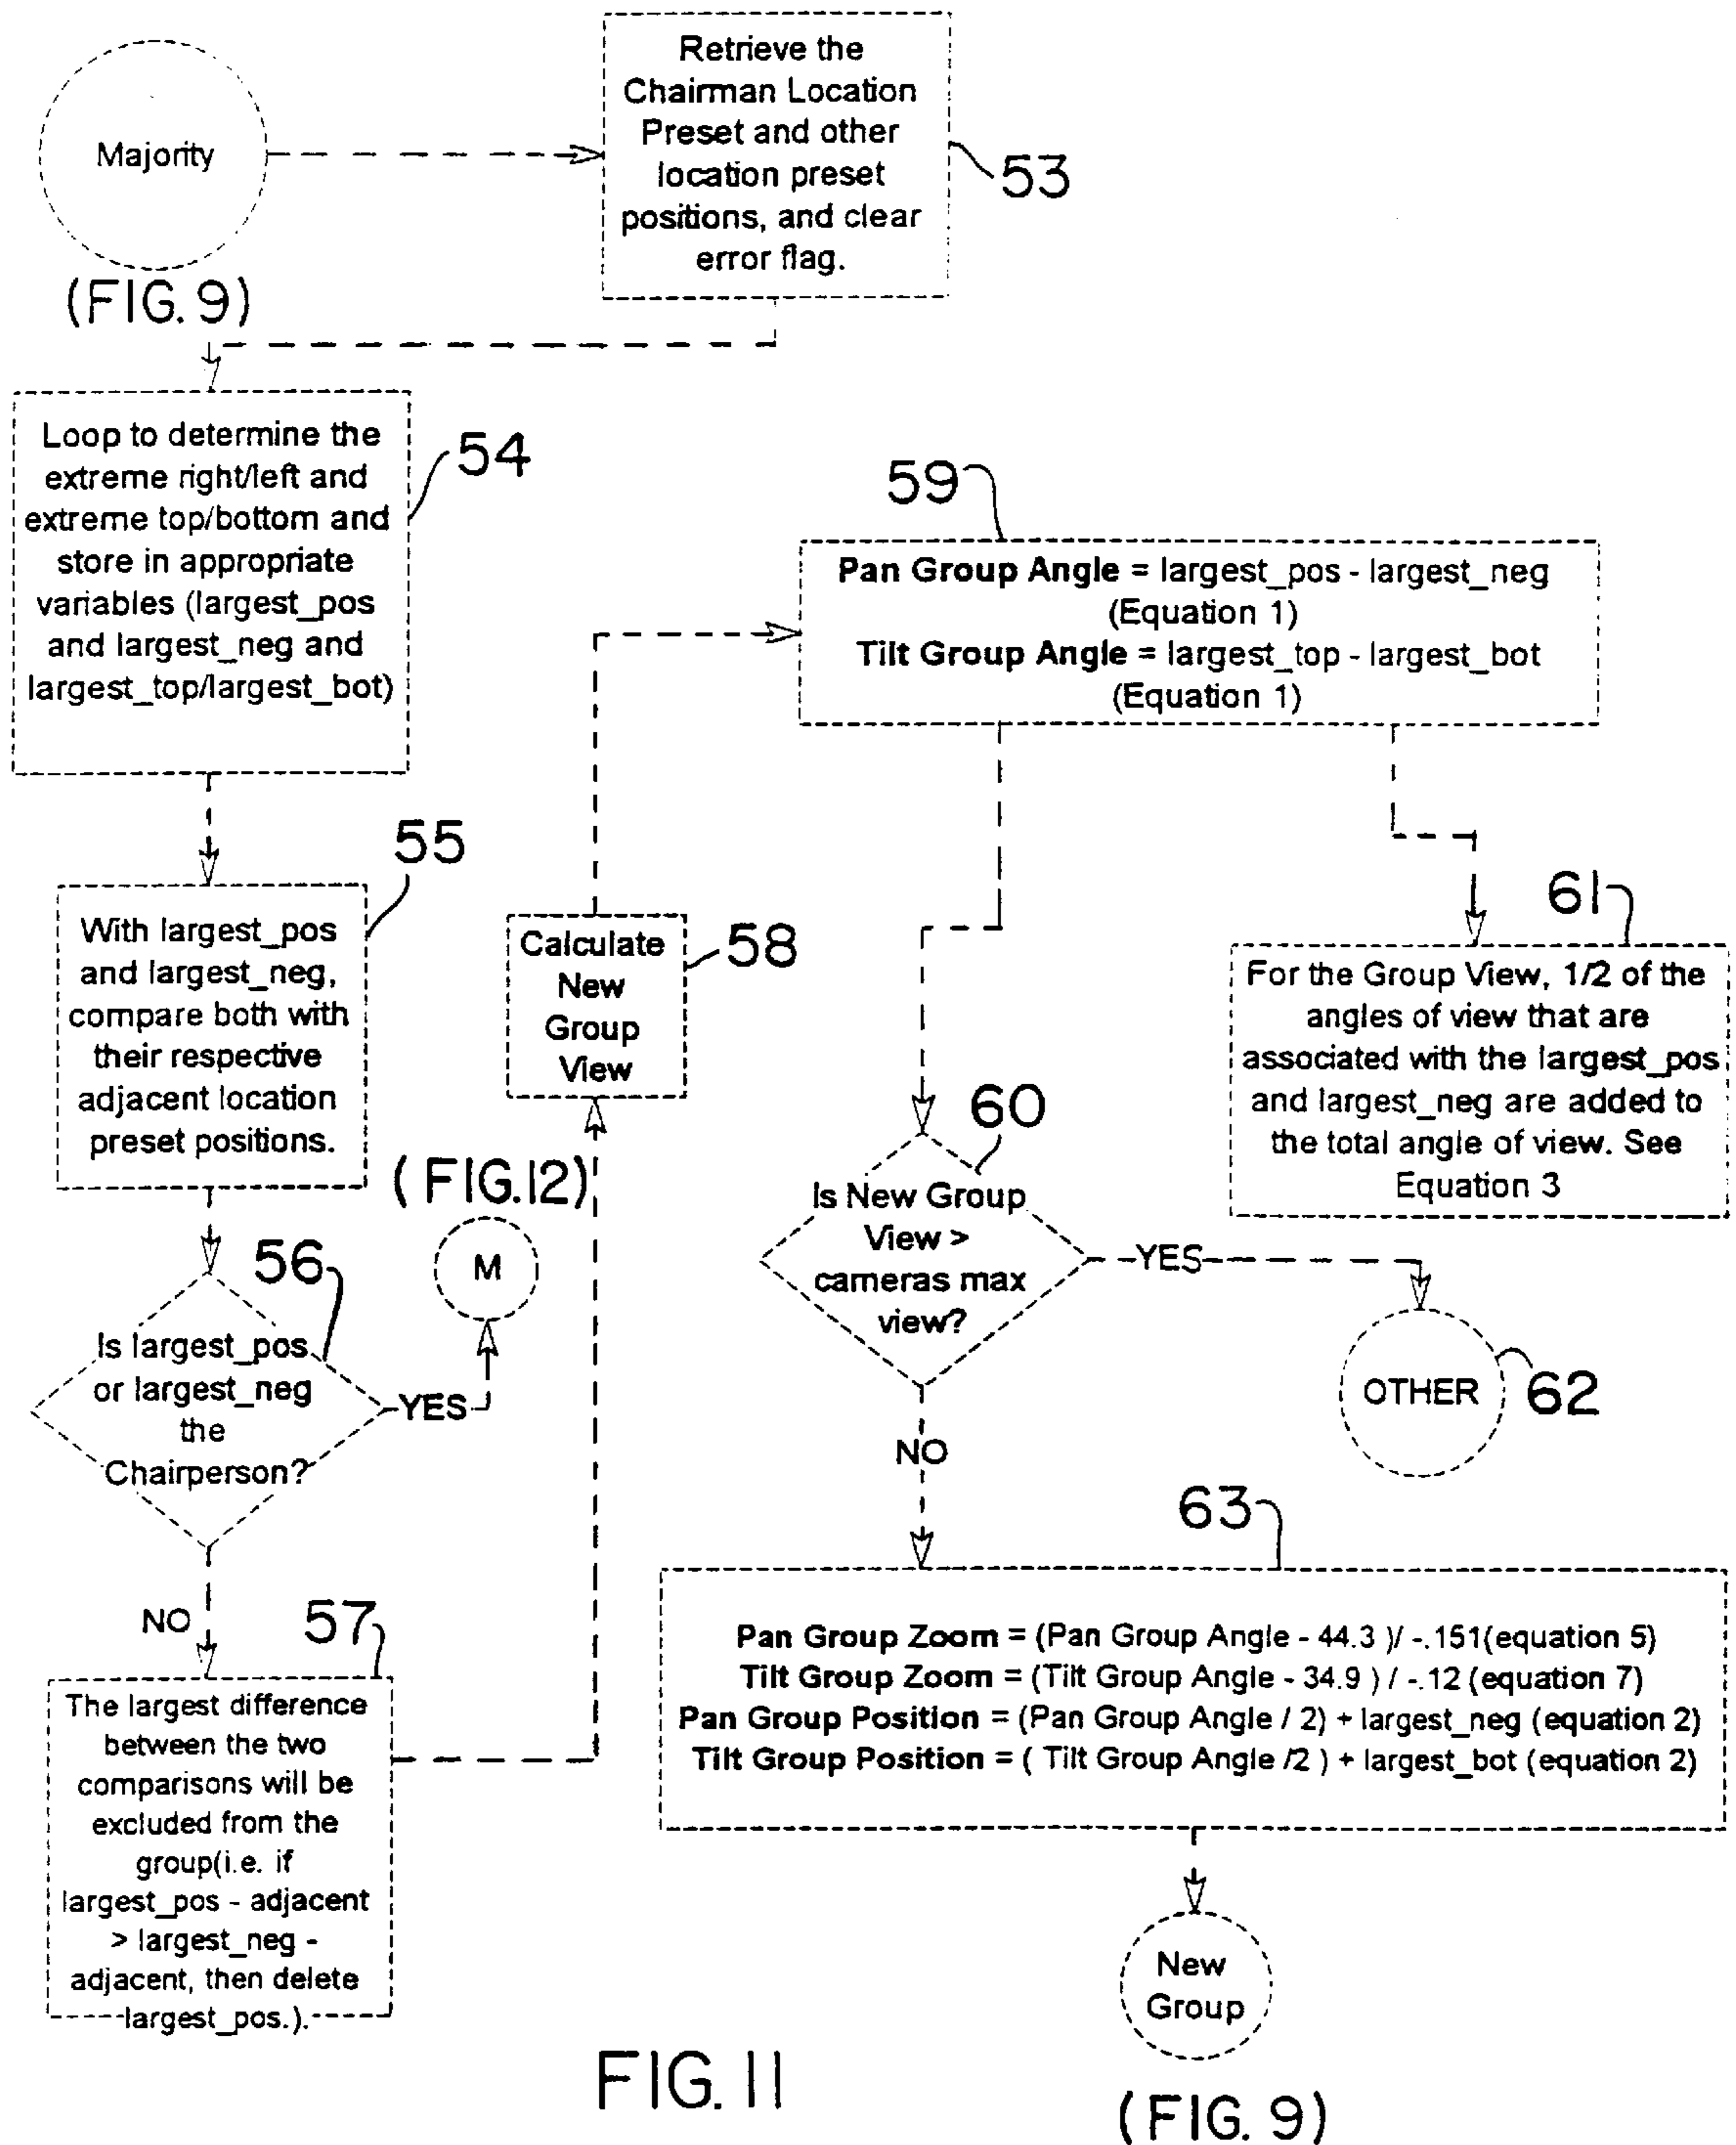 Majority
(FIG. 9)
Retrieve the
Chairman Location
Preset and other
location preset
positions, and clear
error flag.
53
Loop to determine the
extreme right/left and
extreme top/bottom and
store in appropriate
variables (largest_pos
and largest_neg and
largest_top/largest_bot)
54
With largest_pos
and largest_neg,
compare both with
their respective
adjacent location
preset positions.
55
Is largest_pos
or largest_neg
the
Chairperson?
56
YES
(FIG.12)
M
NO
The largest difference
between the two
comparisons will be
excluded from the
group(i.e. if
largest_pos - adjacent
> largest_neg -
adjacent, then delete
largest_pos.).
57
Calculate
New
Group
View
58
59
Pan Group Angle = largest_pos - largest_neg
(Equation 1)
Tilt Group Angle = largest_top - largest_bot
(Equation 1)
61
For the Group View, 1/2 of the
angles of view that are
associated with the largest_pos
and largest_neg are added to
the total angle of view. See
Equation 3
60
Is New Group
View >
cameras max
view?
YES
OTHER
62
NO
63
Pan Group Zoom = (Pan Group Angle - 44.3 )/ -.151(equation 5)
Tilt Group Zoom = (Tilt Group Angle - 34.9 ) / -.12 (equation 7)
Pan Group Position = (Pan Group Angle / 2) + largest_neg (equation 2)
Tilt Group Position = ( Tilt Group Angle /2 ) + largest_bot (equation 2)
New
Group
(FIG. 9)
FIG. 11